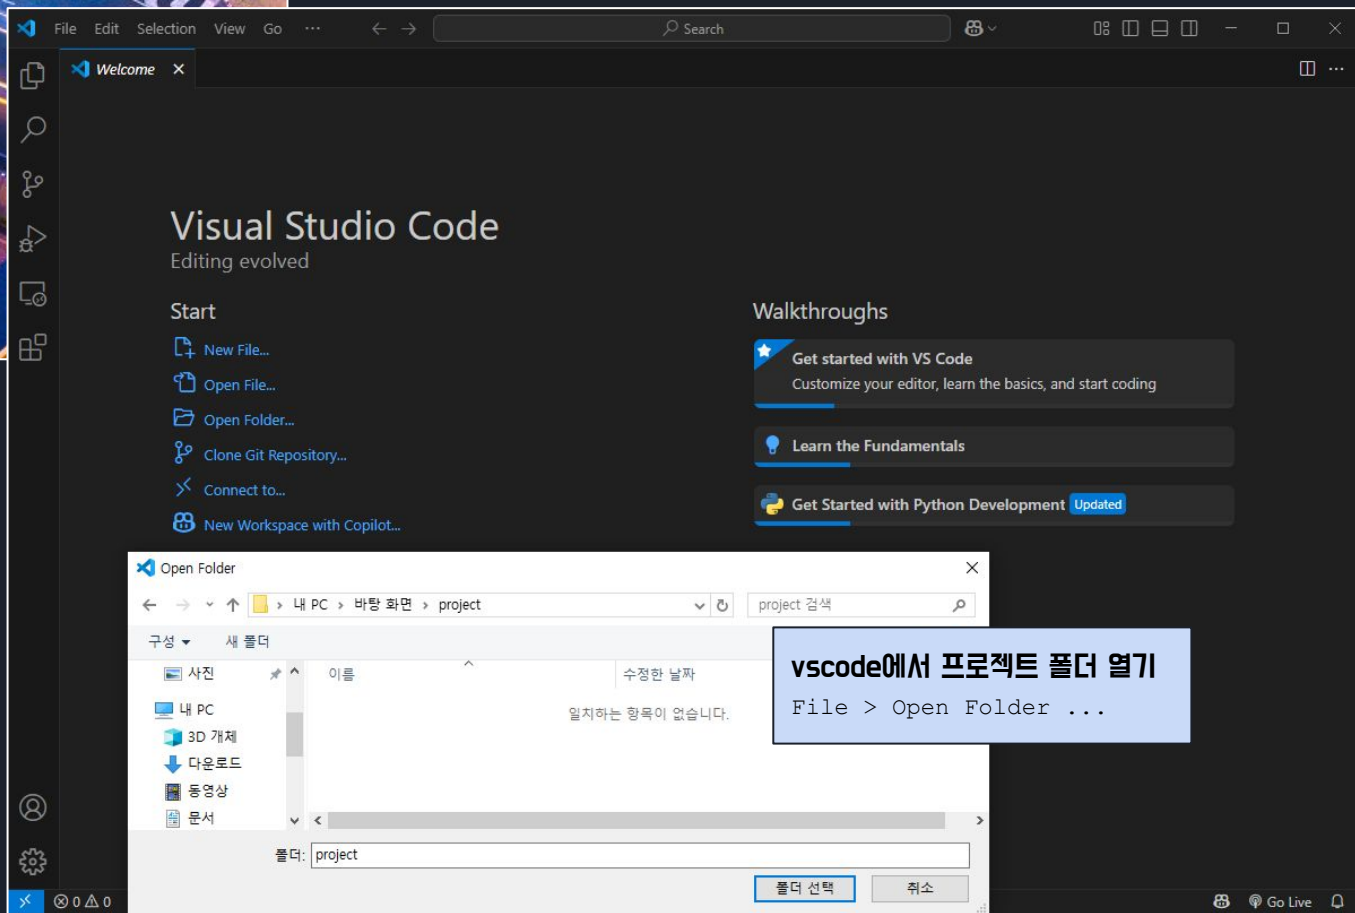 File Edit Selection View Go ··· Search
Welcome
Visual Studio Code
Editing evolved
Start
New File...
Open File...
Open Folder...
Clone Git Repository...
Connect to...
New Workspace with Copilot...
Walkthroughs
Get started with VS Code
Customize your editor, learn the basics, and start coding
Learn the Fundamentals
Get Started with Python Development Updated
Open Folder
내 PC > 바탕 화면 > project
project 검색
구성 새 폴더
사진
내 PC
3D 개체
다운로드
동영상
문서
이름 수정한 날짜
일치하는 항목이 없습니다.
vscode에서 프로젝트 폴더 열기
File > Open Folder ...
폴더: project
폴더 선택 취소
0 0 Go Live